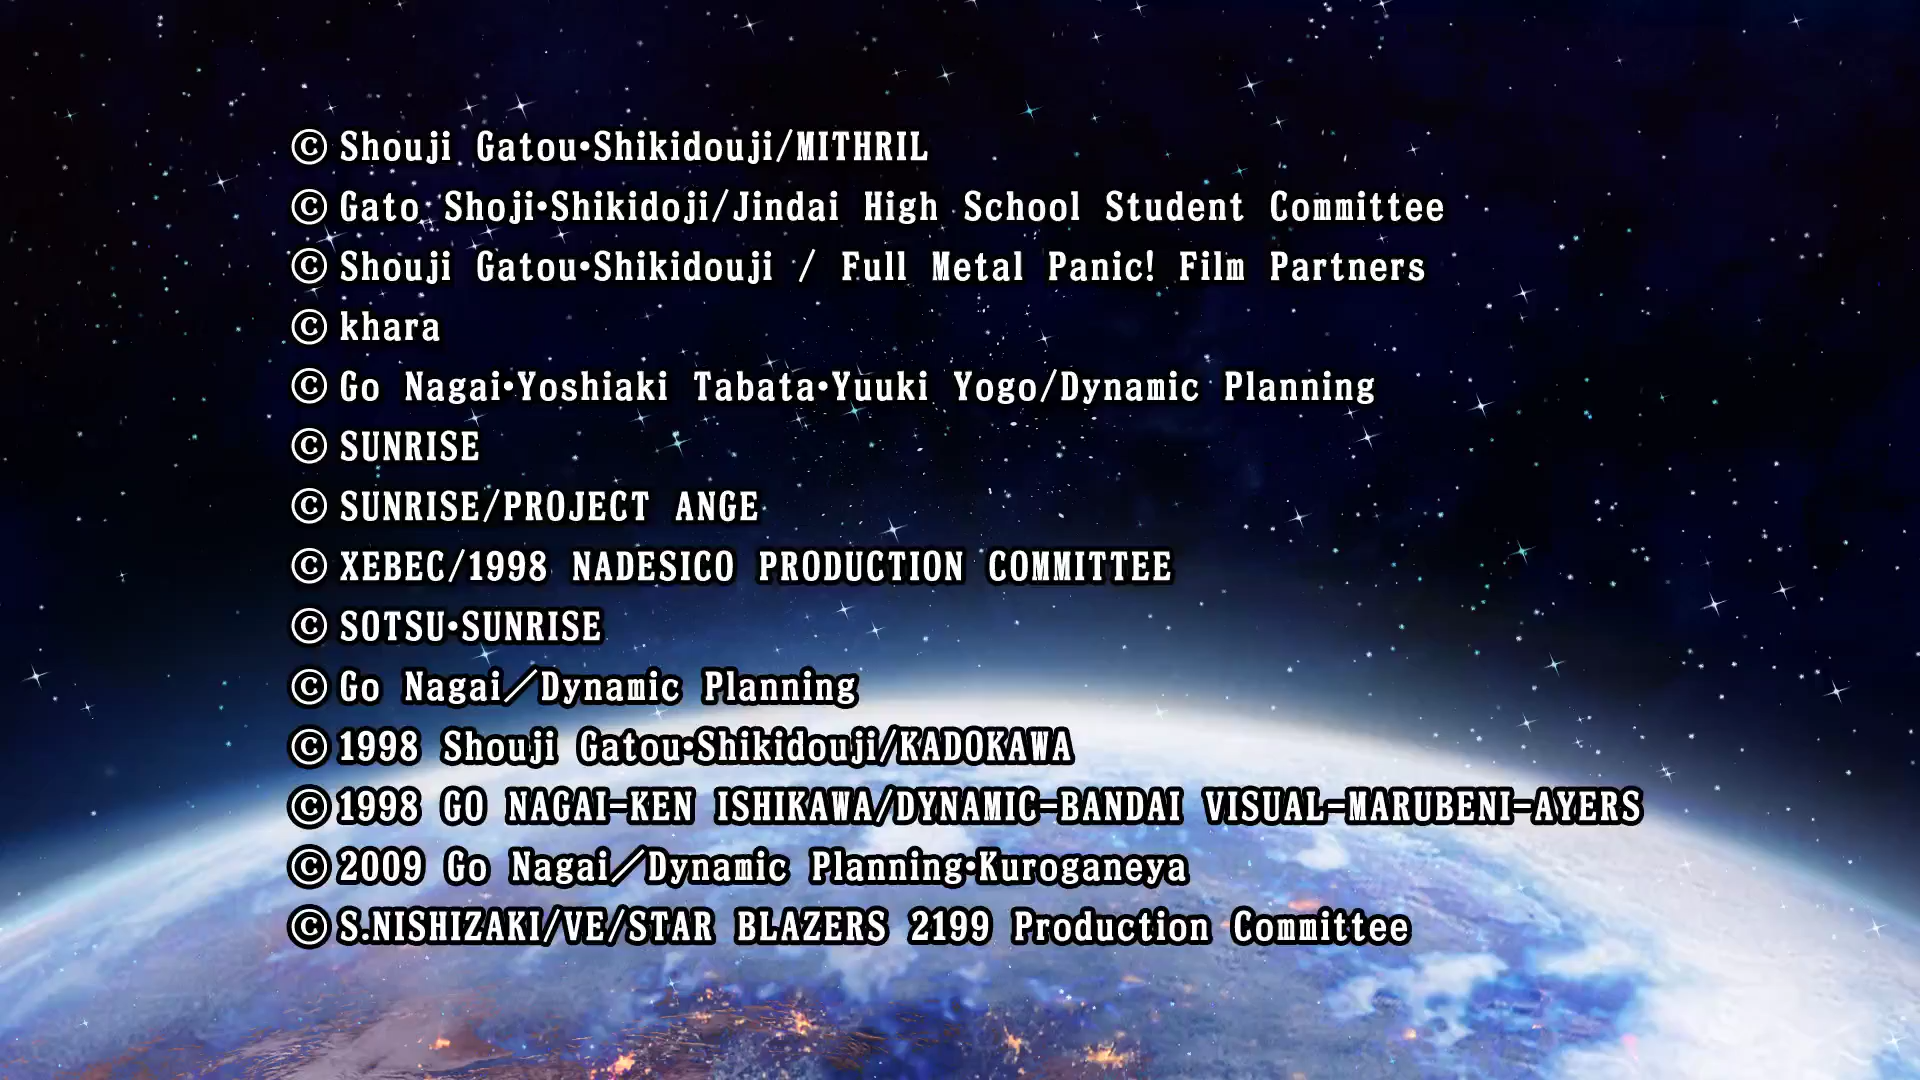 © Shouji Gatou•Shikidouji/MITHRIL
© Gato Shoji•Shikidoji/Jindai High School Student Committee
© Shouji Gatou•Shikidouji / Full Metal Panic! Film Partners
© khara
© Go Nagai•Yoshiaki Tabata•Yuuki Yogo/Dynamic Planning
© SUNRISE
© SUNRISE/PROJECT ANGE
© XEBEC/1998 NADESICO PRODUCTION COMMITTEE
© SOTSU•SUNRISE
© Go Nagai／Dynamic Planning
© 1998 Shouji Gatou•Shikidouji/KADOKAWA
© 1998 GO NAGAI-KEN ISHIKAWA/DYNAMIC-BANDAI VISUAL-MARUBENI-AYERS
© 2009 Go Nagai／Dynamic Planning•Kuroganeya
© S.NISHIZAKI/VE/STAR BLAZERS 2199 Production Committee